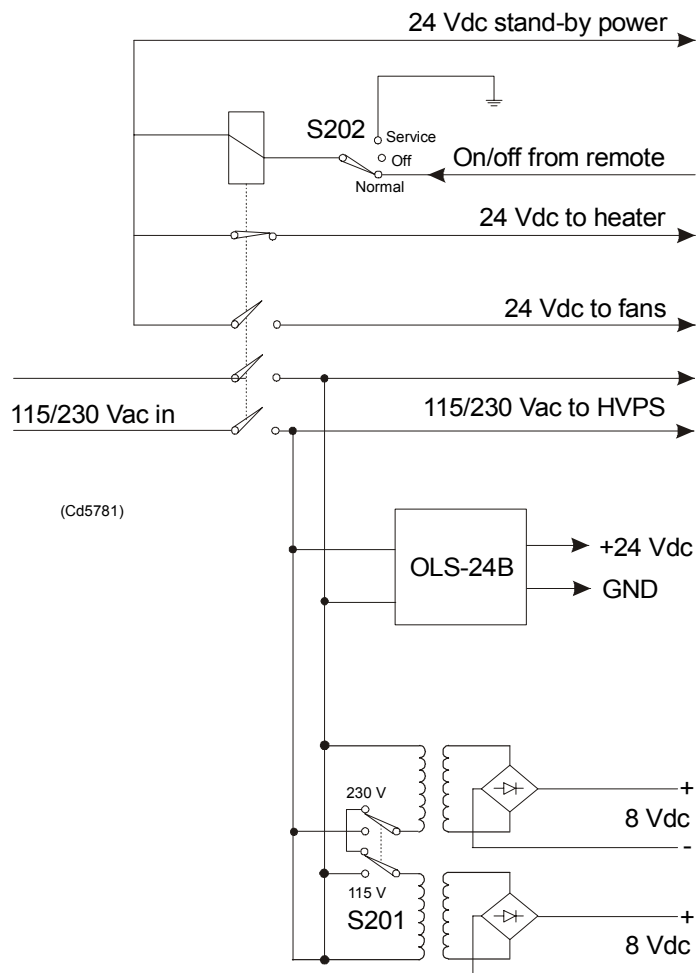 24 Vdc stand-by power
S202
Service
Off
On/off from remote
Normal
24 Vdc to heater
24 Vdc to fans
115/230 Vac in
115/230 Vac to HVPS
(Cd5781)
OLS-24B
+24 Vdc
GND
230 V
+
8 Vdc
-
115 V
S201
+
8 Vdc